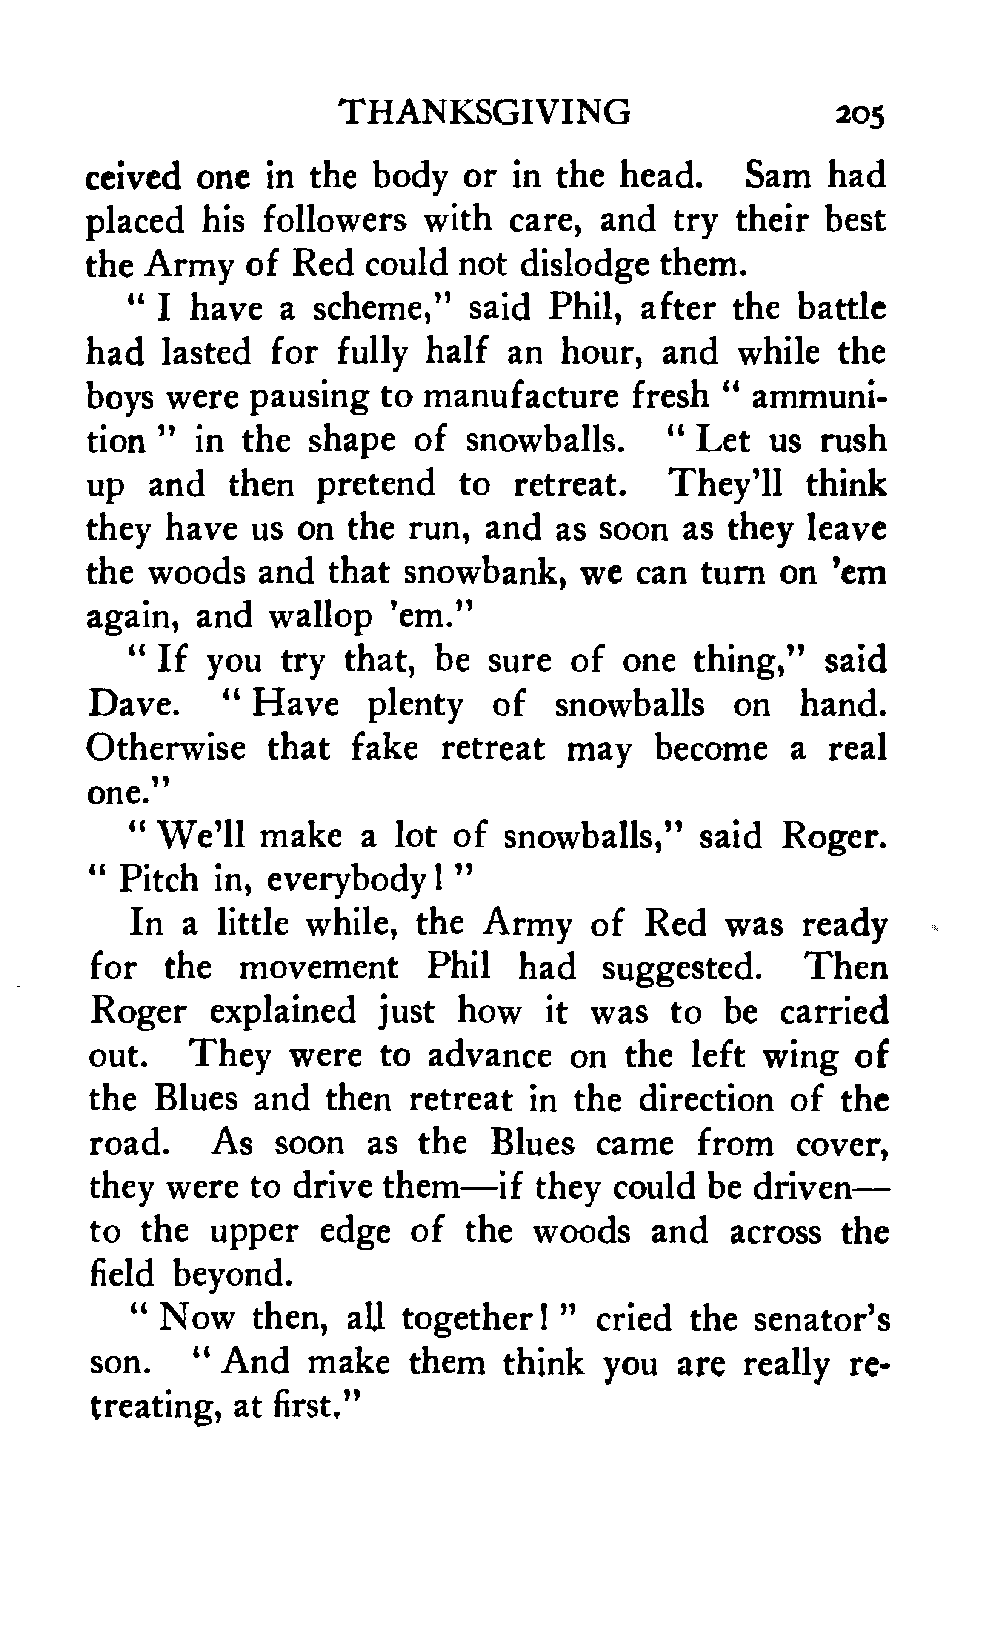 THANKSGIVING 205
ceived one in the body or in the head. Sam had
placed his followers with care, and try their best
the Army of Red could not dislodge them.
" I have a scheme," said Phil, after the battle
had lasted for fully half an hour, and while the
boys were pausing to manufacture fresh " ammuni-
tion " in the shape of snowballs. " Let us rush
up and then pretend to retreat. They'll think
they have us on the run, and as soon as they leave
the woods and that snowbank, we can turn on 'em
again, and wallop 'em."
" If you try that, be sure of one thing," said
Dave. " Have plenty of snowballs on hand.
Otherwise that fake retreat may become a real
one."
" We'll make a lot of snowballs," said Roger.
" Pitch in, everybody! "
In a little while, the Army of Red was ready
for the movement Phil had suggested. Then
Roger explained just how it was to be carried
out. They were to advance on the left wing of
the Blues and then retreat in the direction of the
road. As soon as the Blues came from cover,
they were to drive them—if they could be driven—
to the upper edge of the woods and across the
field beyond.
" Now then, all together! " cried the senator's
son. " And make them think you are really re-
treating, at first."